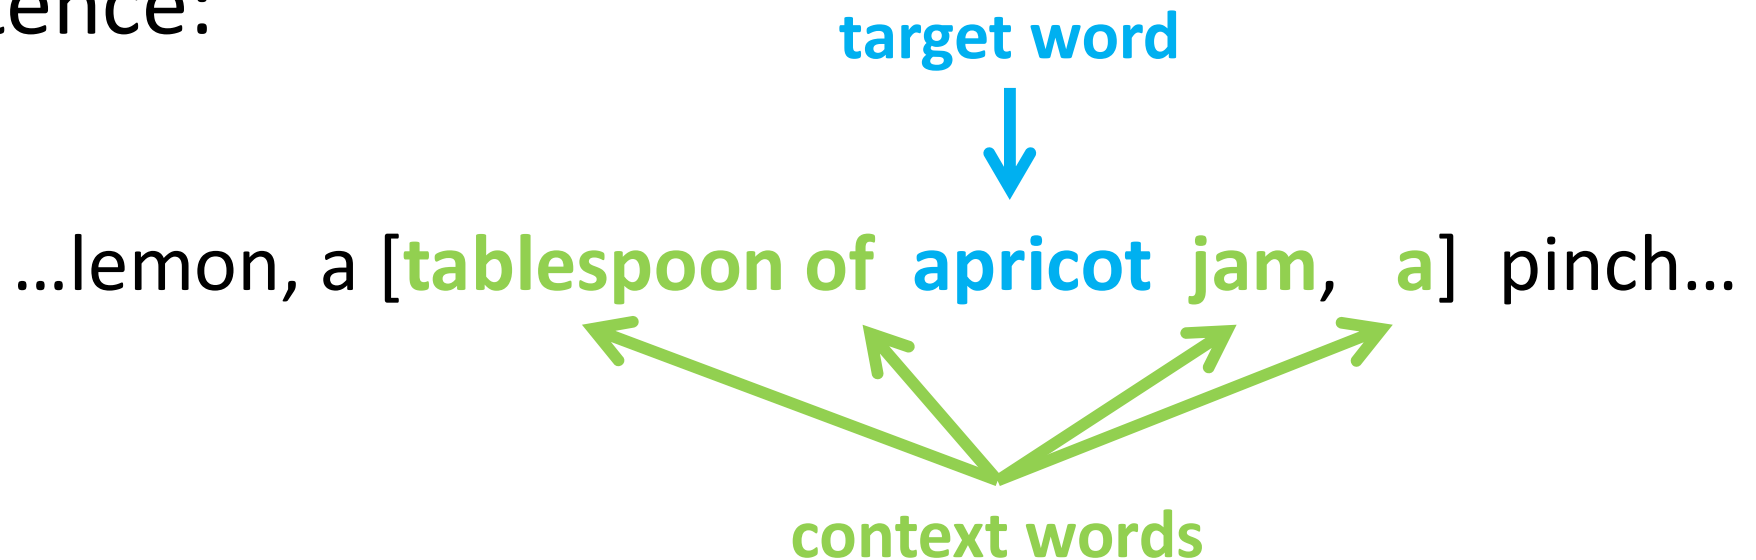 target word
…lemon, a [tablespoon of apricot jam, a] pinch…
context words